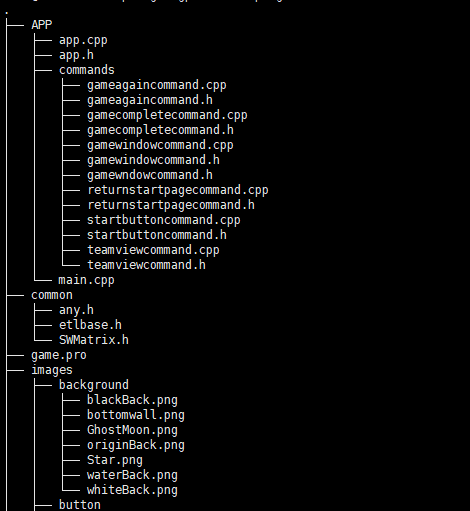 .
├── APP
│   ├── app.cpp
│   ├── app.h
│   ├── commands
│   │   ├── gameagaincommand.cpp
│   │   ├── gameagaincommand.h
│   │   ├── gamecompletecommand.cpp
│   │   ├── gamecompletecommand.h
│   │   ├── gamewindowcommand.cpp
│   │   ├── gamewindowcommand.h
│   │   ├── gamewndowcommand.h
│   │   ├── returnstartpagecommand.cpp
│   │   ├── returnstartpagecommand.h
│   │   ├── startbuttoncommand.cpp
│   │   ├── startbuttoncommand.h
│   │   ├── teamviewcommand.cpp
│   │   └── teamviewcommand.h
│   └── main.cpp
├── common
│   ├── any.h
│   ├── etlbase.h
│   └── SWMatrix.h
├── game.pro
├── images
│   ├── background
│   │   ├── blackBack.png
│   │   ├── bottomwall.png
│   │   ├── GhostMoon.png
│   │   ├── originBack.png
│   │   ├── Star.png
│   │   ├── waterBack.png
│   │   └── whiteBack.png
│   ├── button